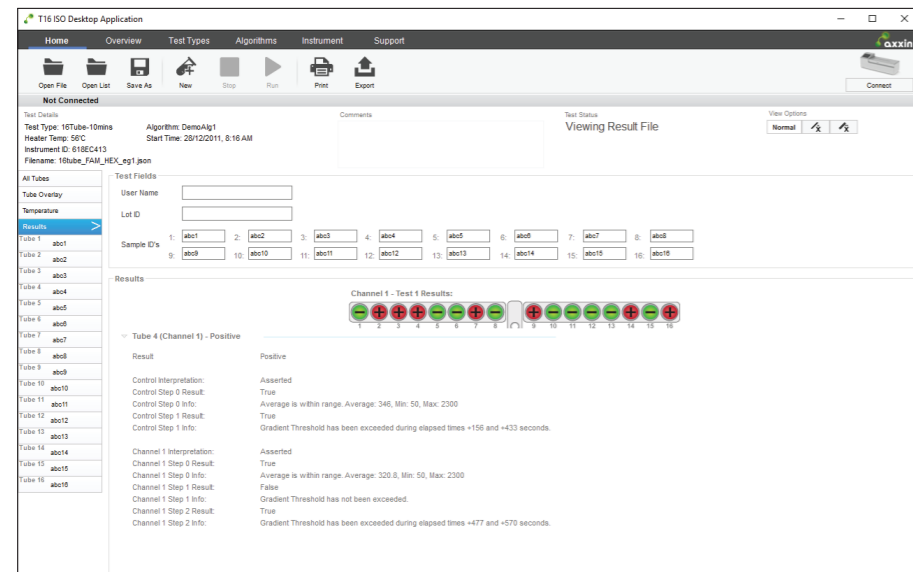 T16 ISO Desktop Application
Home Overview Test Types Algorithms Instrument Support
axxin
Open File Open List Save As New Stop Run Print Export Connect
Not Connected
Test Details Comments Test Status View Options
Test Type: 16Tube-10mins Algorithm: DemoAlg1 Viewing Result File Normal
Heater Temp: 56°C Start Time: 28/12/2011, 8:16 AM
Instrument ID: 618EC413
Filename: 16tube_FAM_HEX_eg1.json
All Tubes
Tube Overlay
Temperature
Results >
Tube 1 abc1
Tube 2 abc2
Tube 3 abc3
Tube 4 abc4
Tube 5 abc5
Tube 6 abc6
Tube 7 abc7
Tube 8 abc8
Tube 9 abc9
Tube 10 abc10
Tube 11 abc11
Tube 12 abc12
Tube 13 abc13
Tube 14 abc14
Tube 15 abc15
Tube 16 abc16
Test Fields
User Name
Lot ID
Sample ID's
1: abc1 2: abc2 3: abc3 4: abc4 5: abc5 6: abc6 7: abc7 8: abc8
9: abc9 10: abc10 11: abc11 12: abc12 13: abc13 14: abc14 15: abc15 16: abc16
Results
Channel 1 - Test 1 Results:
1 2 3 4 5 6 7 8 9 10 11 12 13 14 15 16
Tube 4 (Channel 1) - Positive
Result Positive
Control Interpretation: Asserted
Control Step 0 Result: True
Control Step 0 Info: Average is within range. Average: 346, Min: 50, Max: 2300
Control Step 1 Result: True
Control Step 1 Info: Gradient Threshold has been exceeded during elapsed times +156 and +433 seconds.
Channel 1 Interpretation: Asserted
Channel 1 Step 0 Result: True
Channel 1 Step 0 Info: Average is within range. Average: 320.8, Min: 50, Max: 2300
Channel 1 Step 1 Result: False
Channel 1 Step 1 Info: Gradient Threshold has not been exceeded.
Channel 1 Step 2 Result: True
Channel 1 Step 2 Info: Gradient Threshold has been exceeded during elapsed times +477 and +570 seconds.